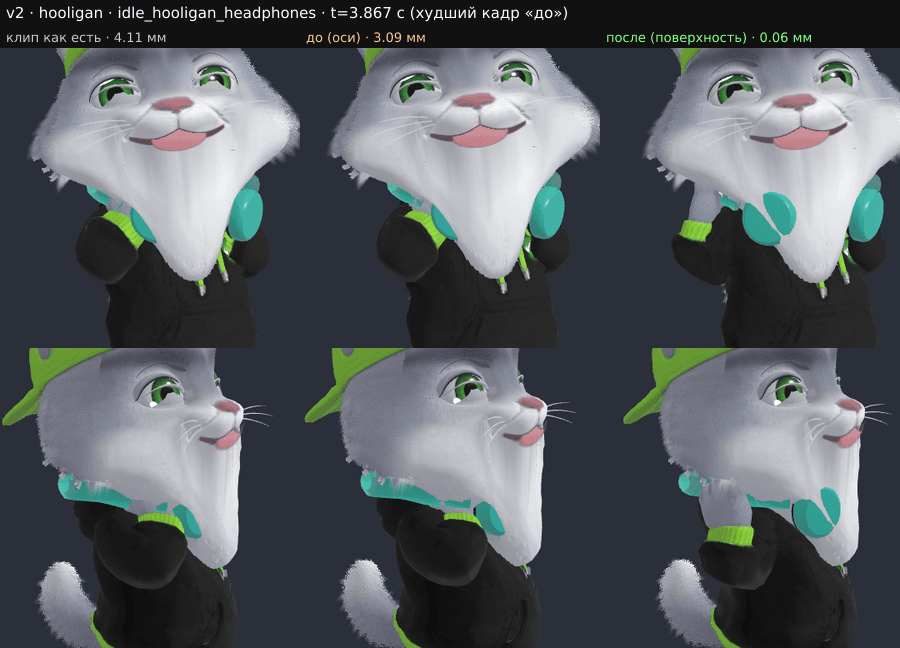 v2 · hooligan · idle_hooligan_headphones · t=3.867 с (худший кадр «до»)
клип как есть · 4.11 мм
до (оси) · 3.09 мм
после (поверхность) · 0.06 мм